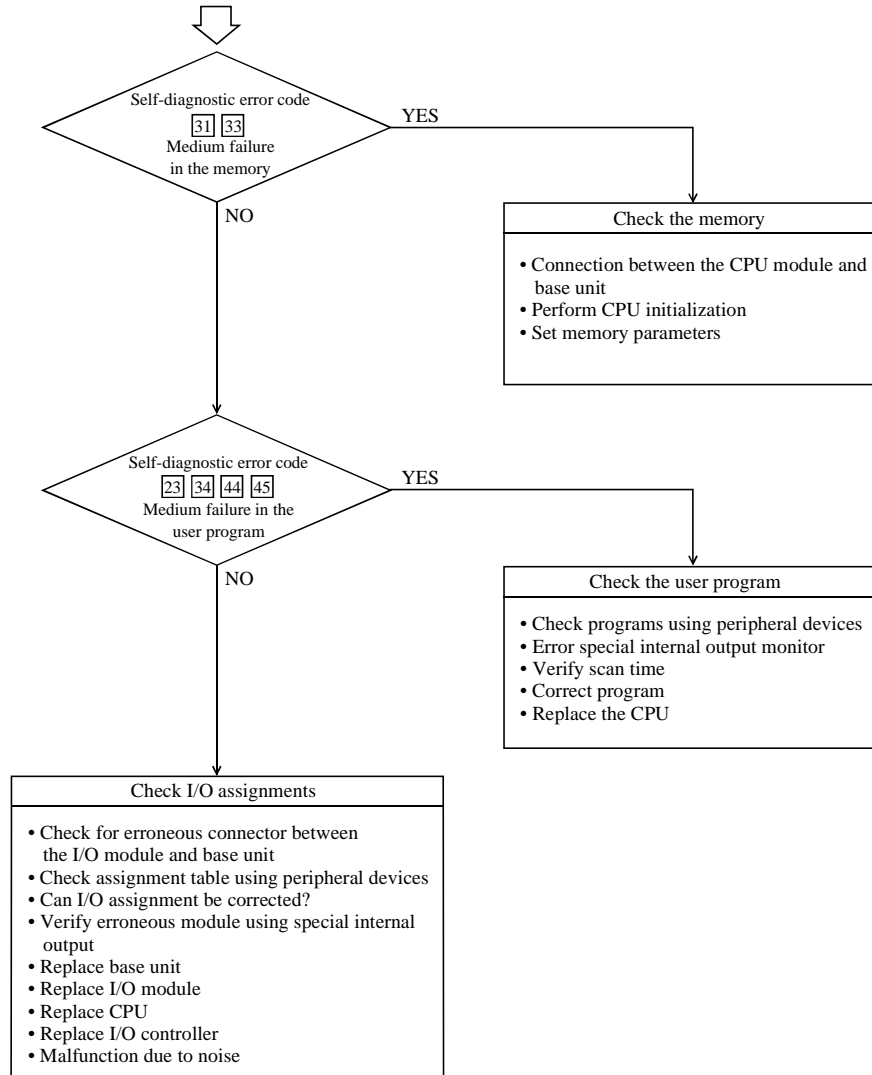 Self-diagnostic error code
31 33
Medium failure
in the memory
YES
NO
Check the memory
• Connection between the CPU module and
base unit
• Perform CPU initialization
• Set memory parameters
Self-diagnostic error code
23 34 44 45
Medium failure in the
user program
YES
NO
Check the user program
• Check programs using peripheral devices
• Error special internal output monitor
• Verify scan time
• Correct program
• Replace the CPU
Check I/O assignments
• Check for erroneous connector between
the I/O module and base unit
• Check assignment table using peripheral devices
• Can I/O assignment be corrected?
• Verify erroneous module using special internal
output
• Replace base unit
• Replace I/O module
• Replace CPU
• Replace I/O controller
• Malfunction due to noise